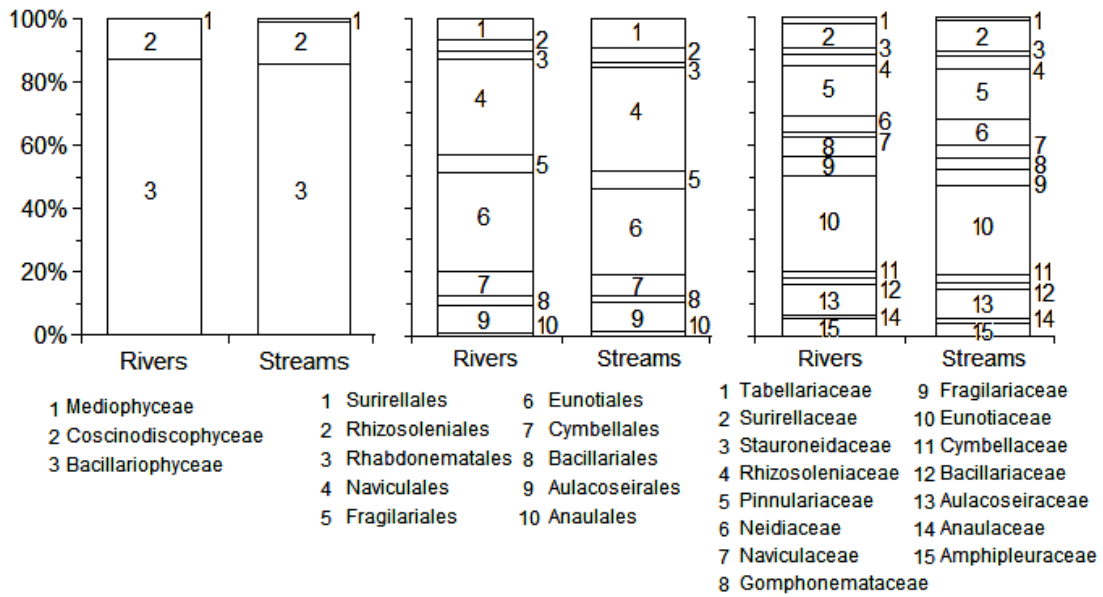 100%
80%
60%
40%
20%
0%
1
2
3
1
2
3
Rivers
Streams
1
2
3
4
5
6
7
8
9
10
1
2
3
4
5
6
7
8
9
10
Rivers
Streams
1
2
3
4
5
6
7
8
9
10
11
12
13
14
15
1
2
3
4
5
6
7
8
9
10
11
12
13
14
15
Rivers
Streams
1 Mediophyceae
2 Coscinodiscophyceae
3 Bacillariophyceae
1 Surirellales
2 Rhizosoleniales
3 Rhabdonematales
4 Naviculales
5 Fragilariales
6 Eunotiales
7 Cymbellales
8 Bacillariales
9 Aulacoseirales
10 Anaulales
1 Tabellariaceae
2 Surirellaceae
3 Stauroneidaceae
4 Rhizosoleniaceae
5 Pinnulariaceae
6 Neidiaceae
7 Naviculaceae
8 Gomphonemataceae
9 Fragilariaceae
10 Eunotiaceae
11 Cymbellaceae
12 Bacillariaceae
13 Aulacoseiraceae
14 Anaulaceae
15 Amphipleuraceae